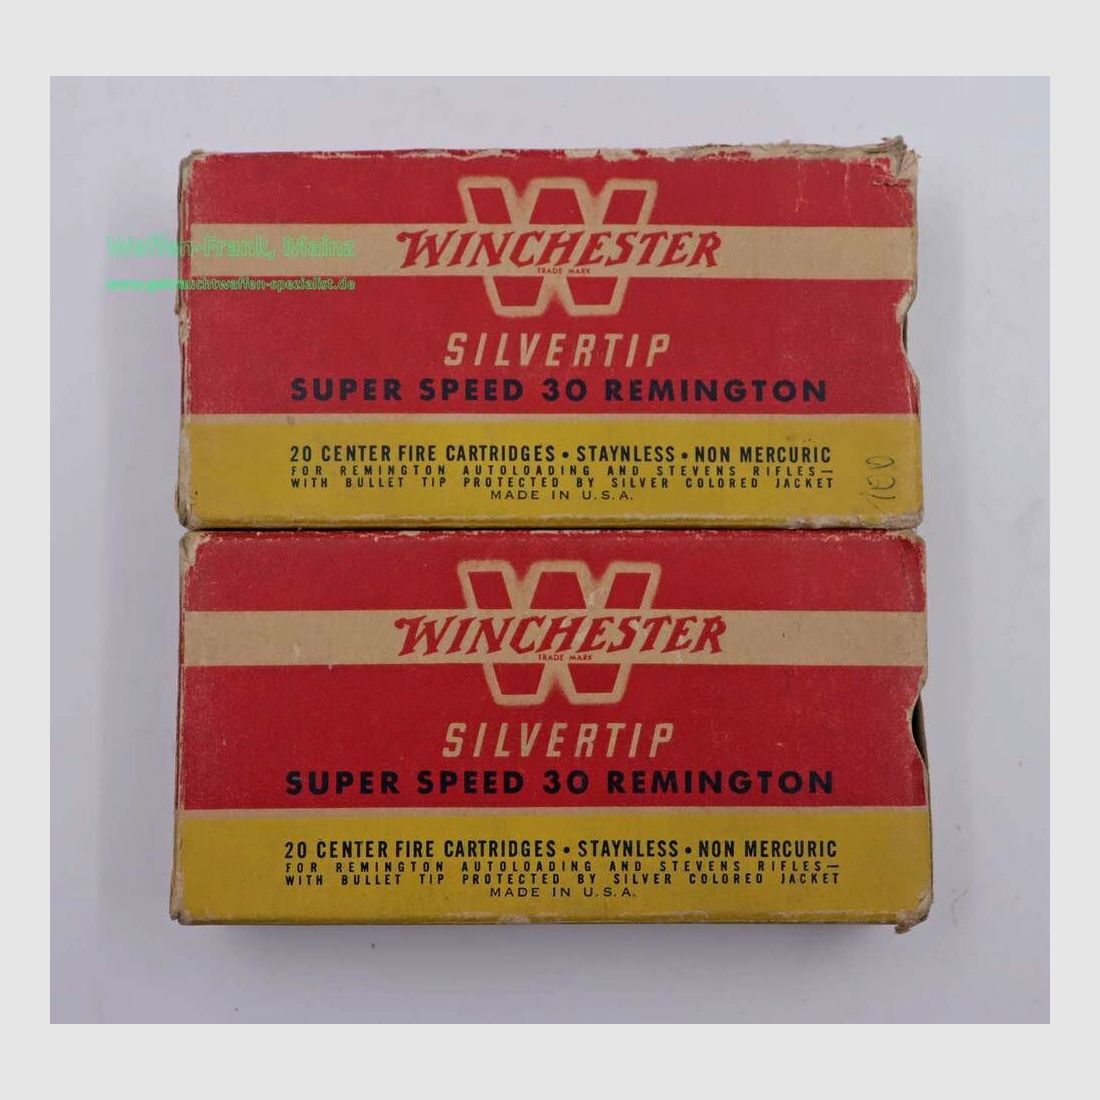 Waffen-Frank, Mainz
www.gebrauchtwaffen-spezialist.de
WINCHESTER
TRADE MARK
SILVERTIP
SUPER SPEED 30 REMINGTON
20 CENTER FIRE CARTRIDGES • STAYNLESS • NON MERCURIC
FOR REMINGTON AUTOLOADING AND STEVENS RIFLES—
WITH BULLET TIP PROTECTED BY SILVER COLORED JACKET
MADE IN U.S.A.
100
WINCHESTER
TRADE MARK
SILVERTIP
SUPER SPEED 30 REMINGTON
20 CENTER FIRE CARTRIDGES • STAYNLESS • NON MERCURIC
FOR REMINGTON AUTOLOADING AND STEVENS RIFLES—
WITH BULLET TIP PROTECTED BY SILVER COLORED JACKET
MADE IN U.S.A.